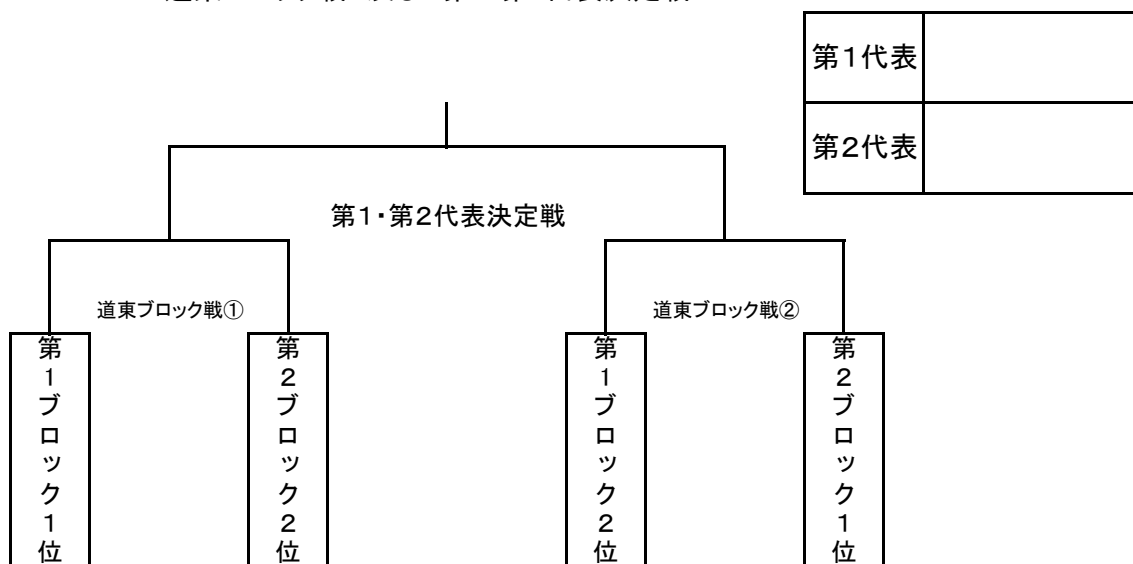 第1代表
第2代表
第1・第2代表決定戦
道東ブロック戦①
道東ブロック戦②
第1ブロック1位
第2ブロック2位
第1ブロック2位
第2ブロック1位